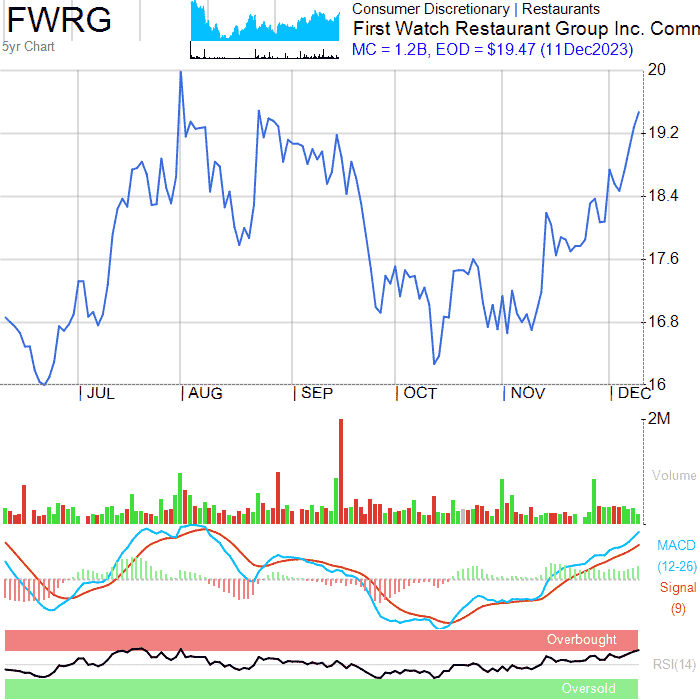 FWRG
5yr Chart
Consumer Discretionary | Restaurants
First Watch Restaurant Group Inc. Comm
MC = 1.2B, EOD = $19.47 (11Dec2023)
20
19.2
18.4
17.6
16.8
16
JUL AUG SEP OCT NOV DEC
2M
Volume
MACD
(12-26)
Signal
(9)
Overbought
RSI(14)
Oversold